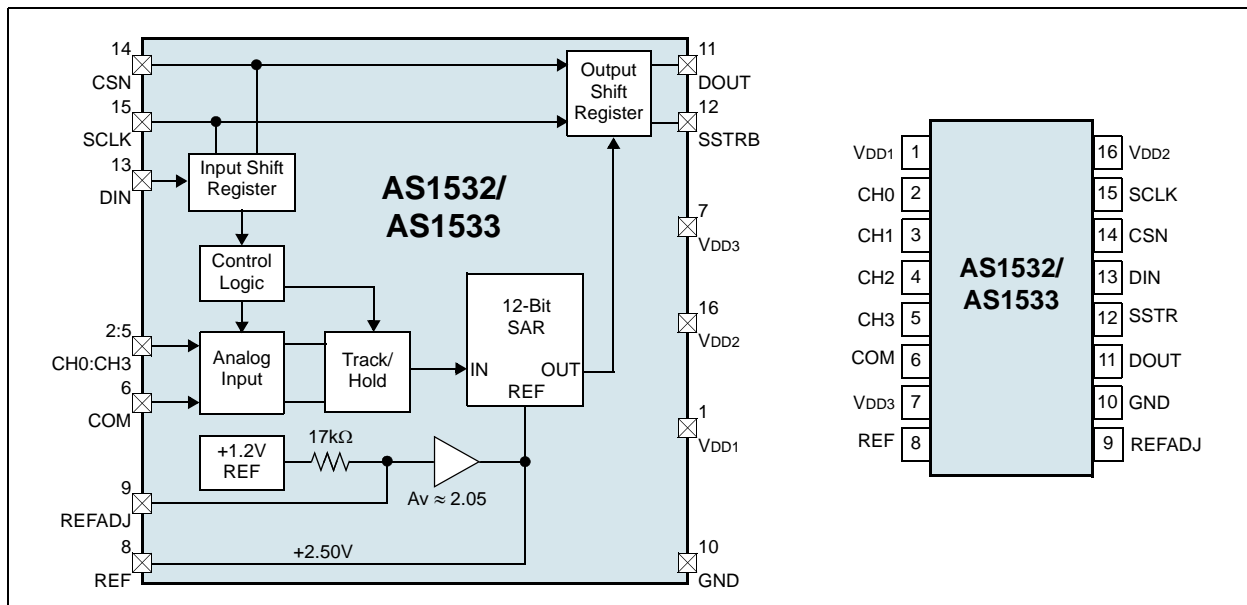 14
CSN
15
SCLK
13
DIN
Input Shift
Register
Control
Logic
2:5
CH0:CH3
6
COM
Analog
Input
Track/
Hold
+1.2V
REF
17kΩ
Av ≈ 2.05
9
REFADJ
8
REF
+2.50V
AS1532/
AS1533
12-Bit
SAR
IN
OUT
REF
Output
Shift
Register
11
DOUT
12
SSTRB
7
VDD3
16
VDD2
1
VDD1
10
GND
AS1532/
AS1533
VDD1 1
CH0 2
CH1 3
CH2 4
CH3 5
COM 6
VDD3 7
REF 8
16 VDD2
15 SCLK
14 CSN
13 DIN
12 SSTR
11 DOUT
10 GND
9 REFADJ